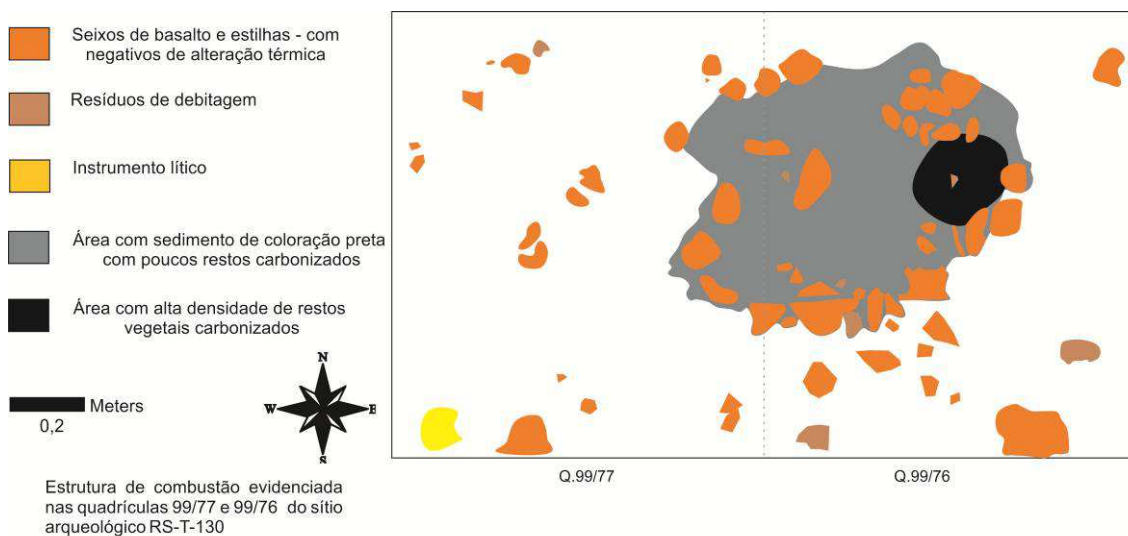 Seixos de basalto e estilhas - com
negativos de alteração térmica
Resíduos de debitagem
Instrumento lítico
Área com sedimento de coloração preta
com poucos restos carbonizados
Área com alta densidade de restos
vegetais carbonizados
N
W
E
S
Meters
0,2
Estrutura de combustão evidenciada
nas quadrículas 99/77 e 99/76 do sítio
arqueológico RS-T-130
Q.99/77
Q.99/76